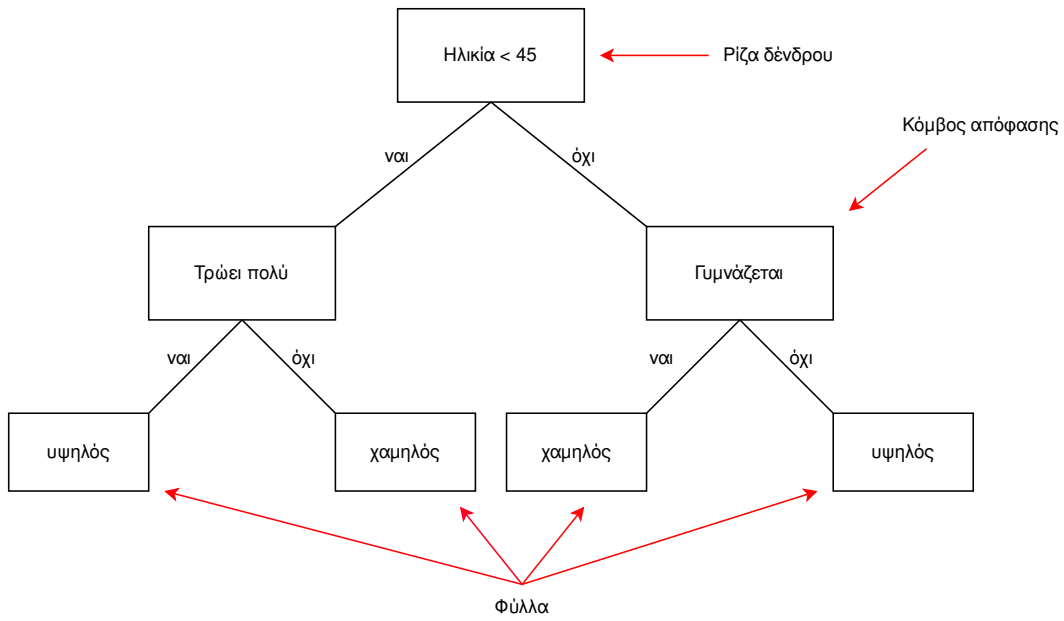 Ηλικία < 45
Ρίζα δένδρου
Κόμβος απόφασης
ναι
όχι
Τρώει πολύ
Γυμνάζεται
ναι
όχι
ναι
όχι
υψηλός
χαμηλός
χαμηλός
υψηλός
Φύλλα